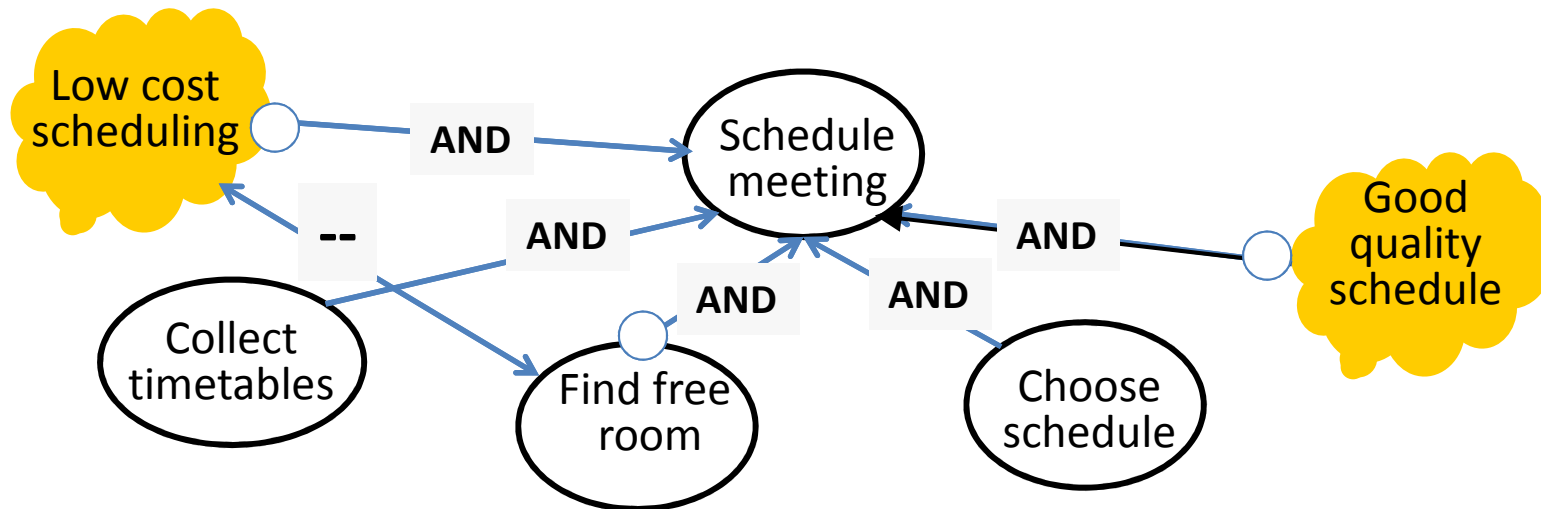 Low cost
scheduling
AND
Schedule
meeting
Good
quality
schedule
--
AND
AND
AND
AND
Collect
timetables
Find free
room
Choose
schedule